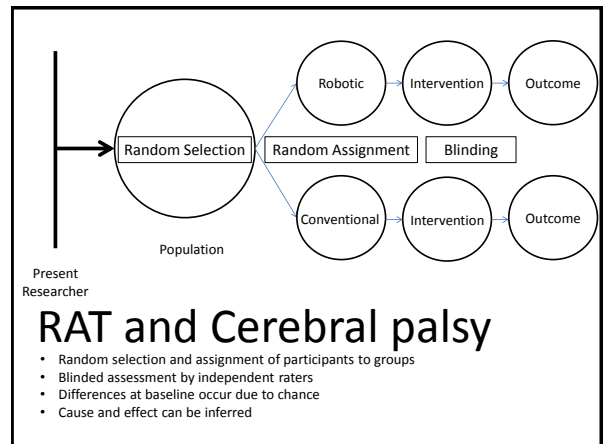 Robotic Intervention Outcome
Random Selection Random Assignment Blinding
Conventional Intervention Outcome
Population
Present
Researcher
RAT and Cerebral palsy
• Random selection and assignment of participants to groups
• Blinded assessment by independent raters
• Differences at baseline occur due to chance
• Cause and effect can be inferred